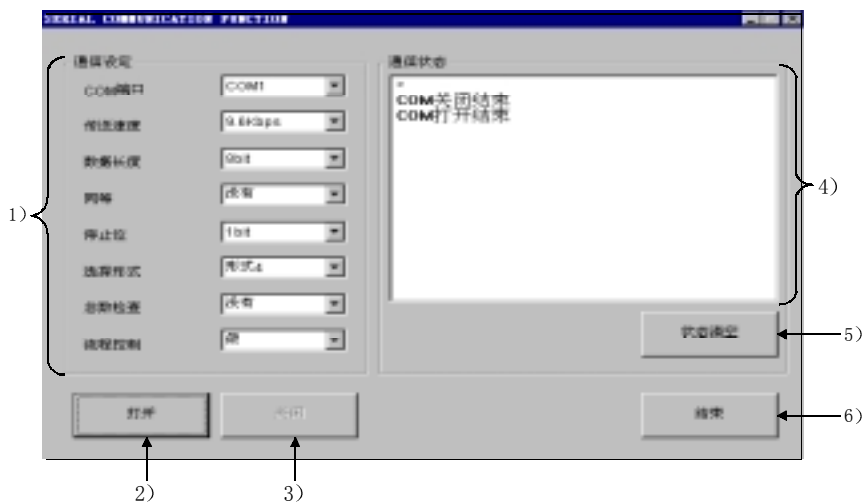 SERIAL COMMUNICATION FUNCTION
通信设定
通信状态
COM端口
COM1
传送速度
9.6Kbps
数据长度
8bit
同等
没有
停止位
1bit
选择形式
形式4
总数检查
没有
流程控制
COM关闭结束
COM打开结束
状态清空
打开
关闭
结束
1)
2)
3)
4)
5)
6)